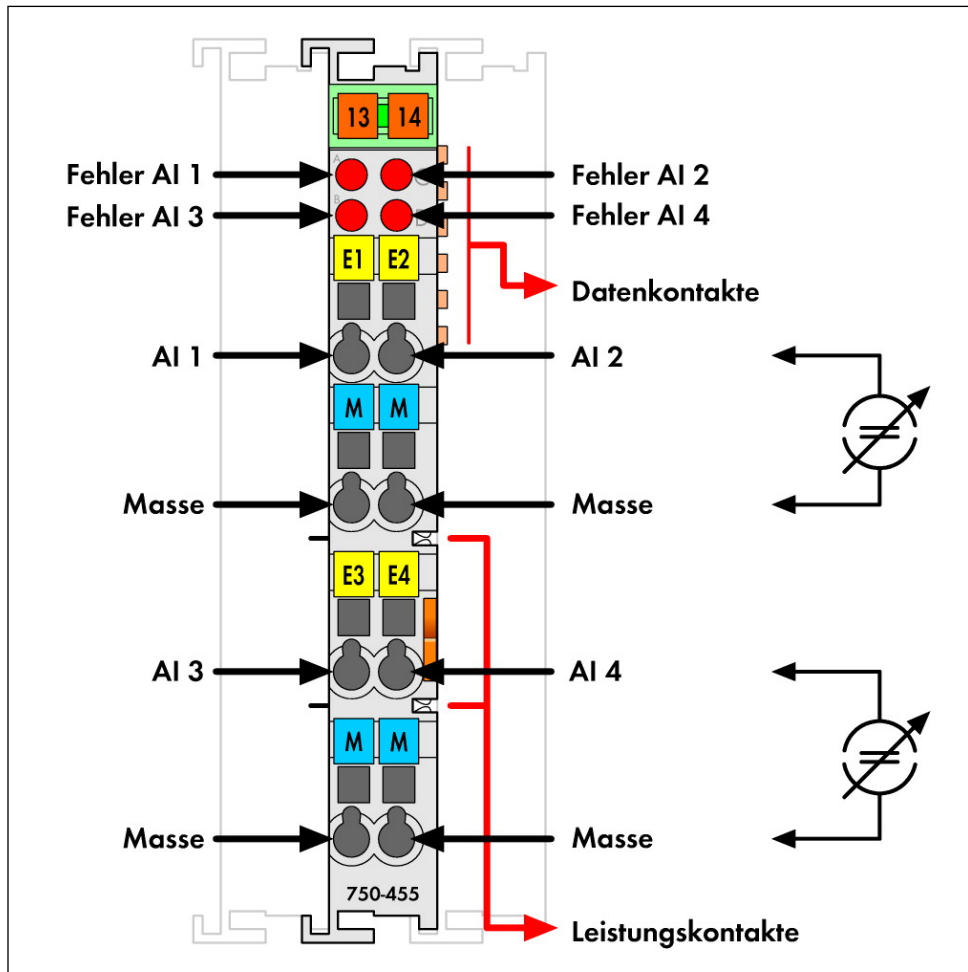 13 14
A
Fehler AI 1 C Fehler AI 2
B
Fehler AI 3 D Fehler AI 4
E1 E2
Datenkontakte
AI 1 AI 2
M M
Masse Masse
E3 E4
AI 3 AI 4
M M
Masse Masse
750-455
Leistungskontakte